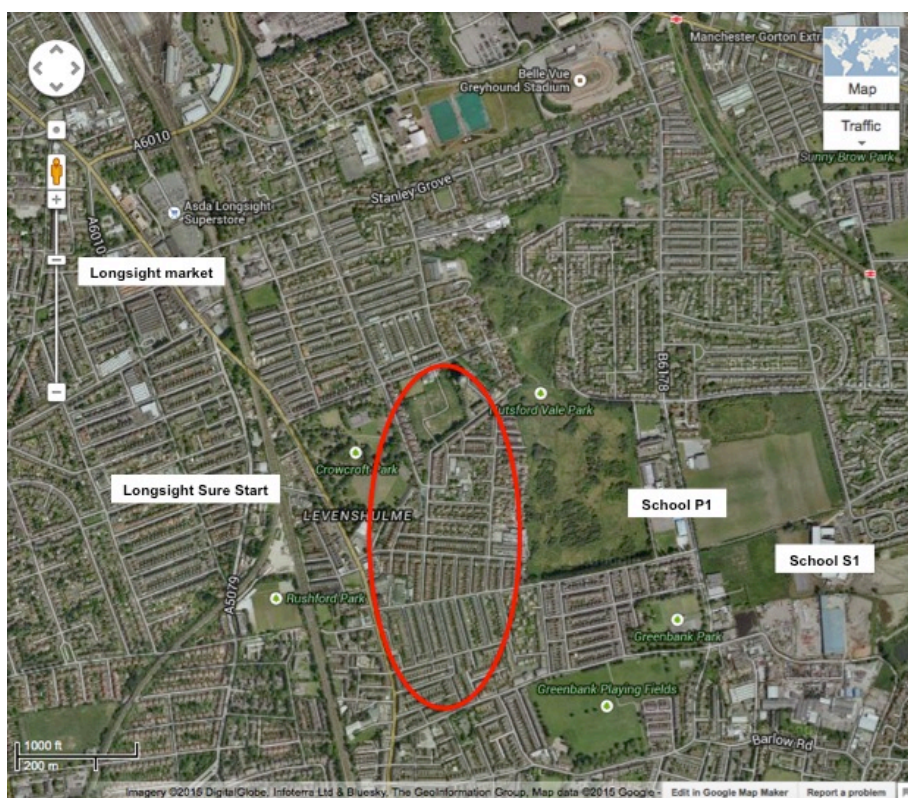 Manchester Gorton Extra
Belle Vue
Greyhound Stadium
Map
Traffic
A6010
Sunny Brow Park
Stanley Grove
Asda Longsight
Superstore
A6010
Longsight market
B6178
utsford Vale Park
Crowcroft Park
Longsight Sure Start
School P1
LEVENSHULME
School S1
A5079
Rushford Park
Greenbank Park
Greenbank Playing Fields
Barlow Rd
1000 ft
200 m
Imagery ©2015 DigitalGlobe, Infoterra Ltd & Bluesky, The GeoInformation Group, Map data ©2015 Google -
Edit in Google Map Maker
Report a problem